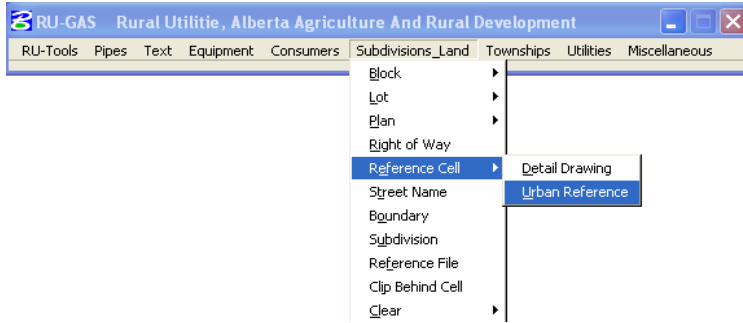 RU-GAS Rural Utilitie, Alberta Agriculture And Rural Development
RU-Tools Pipes Text Equipment Consumers Subdivisions_Land Townships Utilities Miscellaneous
Block
Lot
Plan
Right of Way
Reference Cell
Detail Drawing
Street Name
Urban Reference
Boundary
Subdivision
Reference File
Clip Behind Cell
Clear